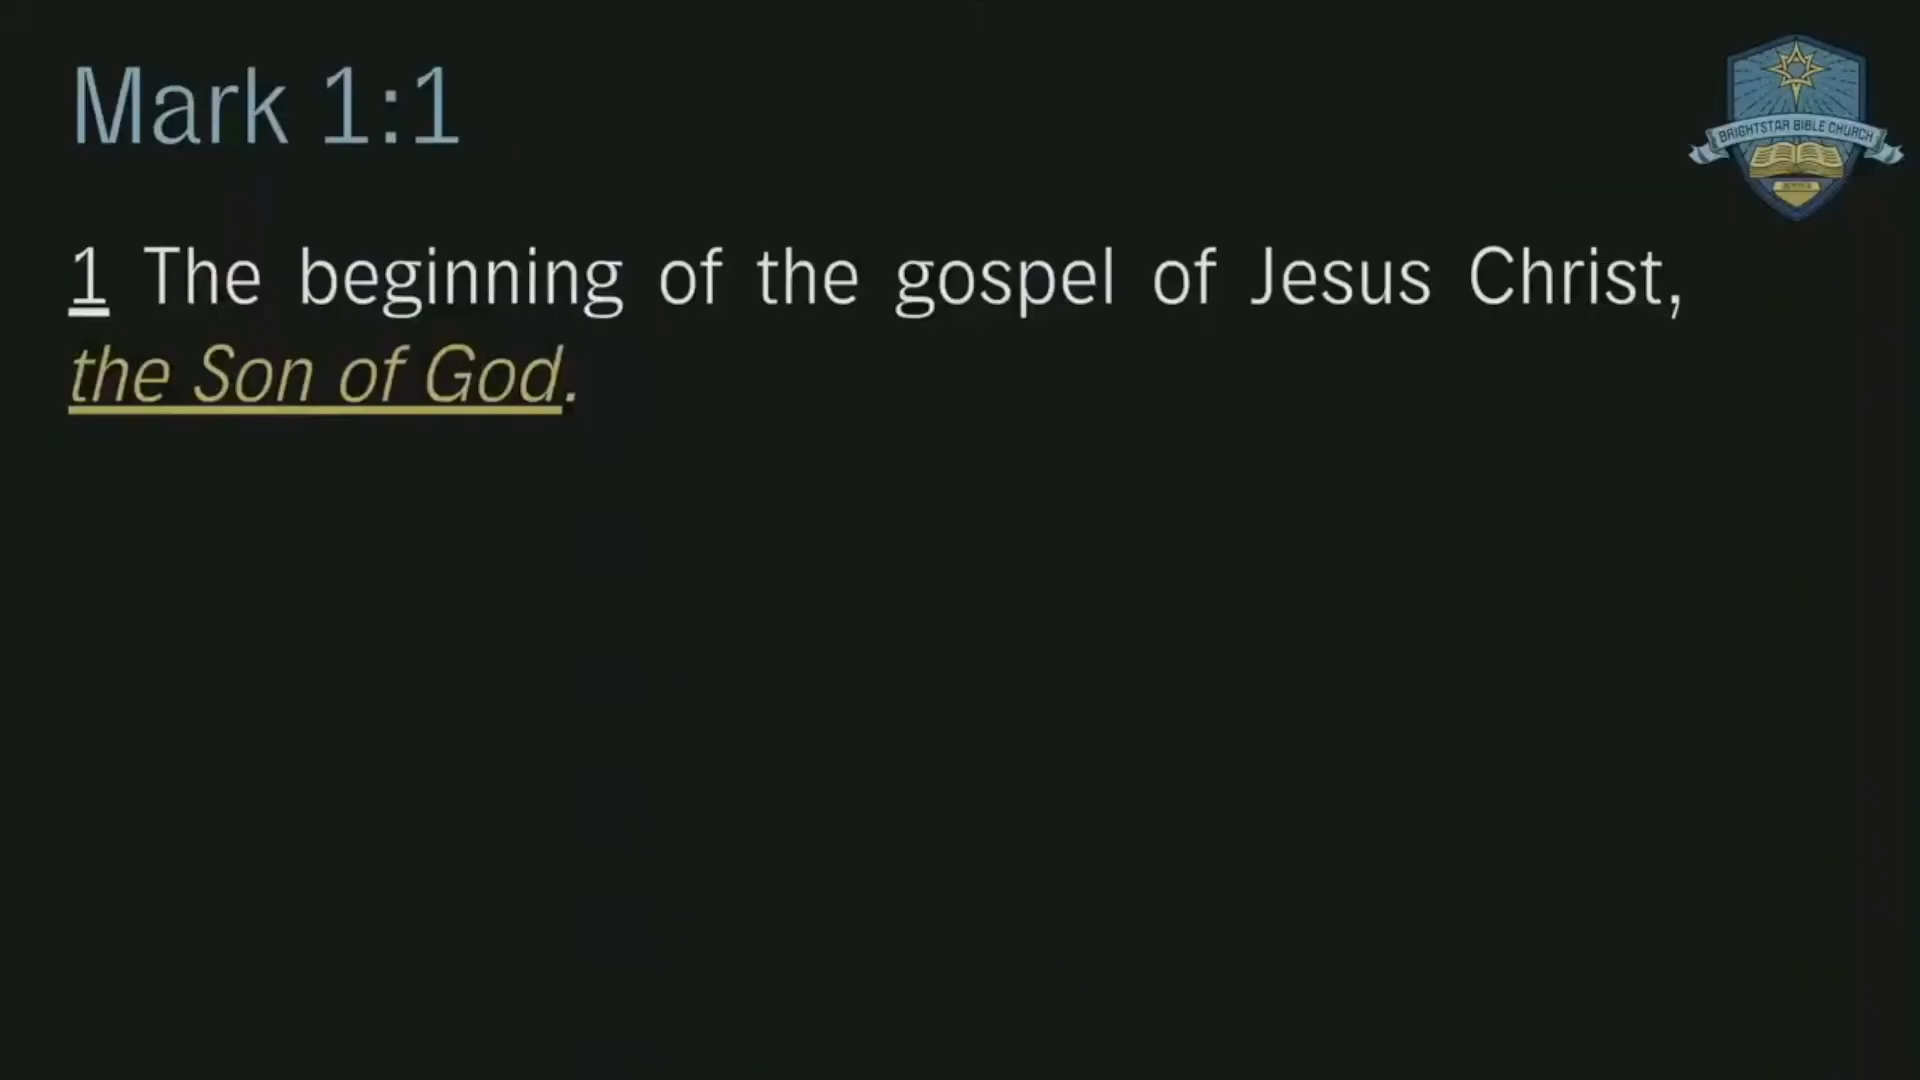 Mark 1:1
BRIGHTSTAR BIBLE CHURCH
1 The beginning of the gospel of Jesus Christ,
the Son of God.